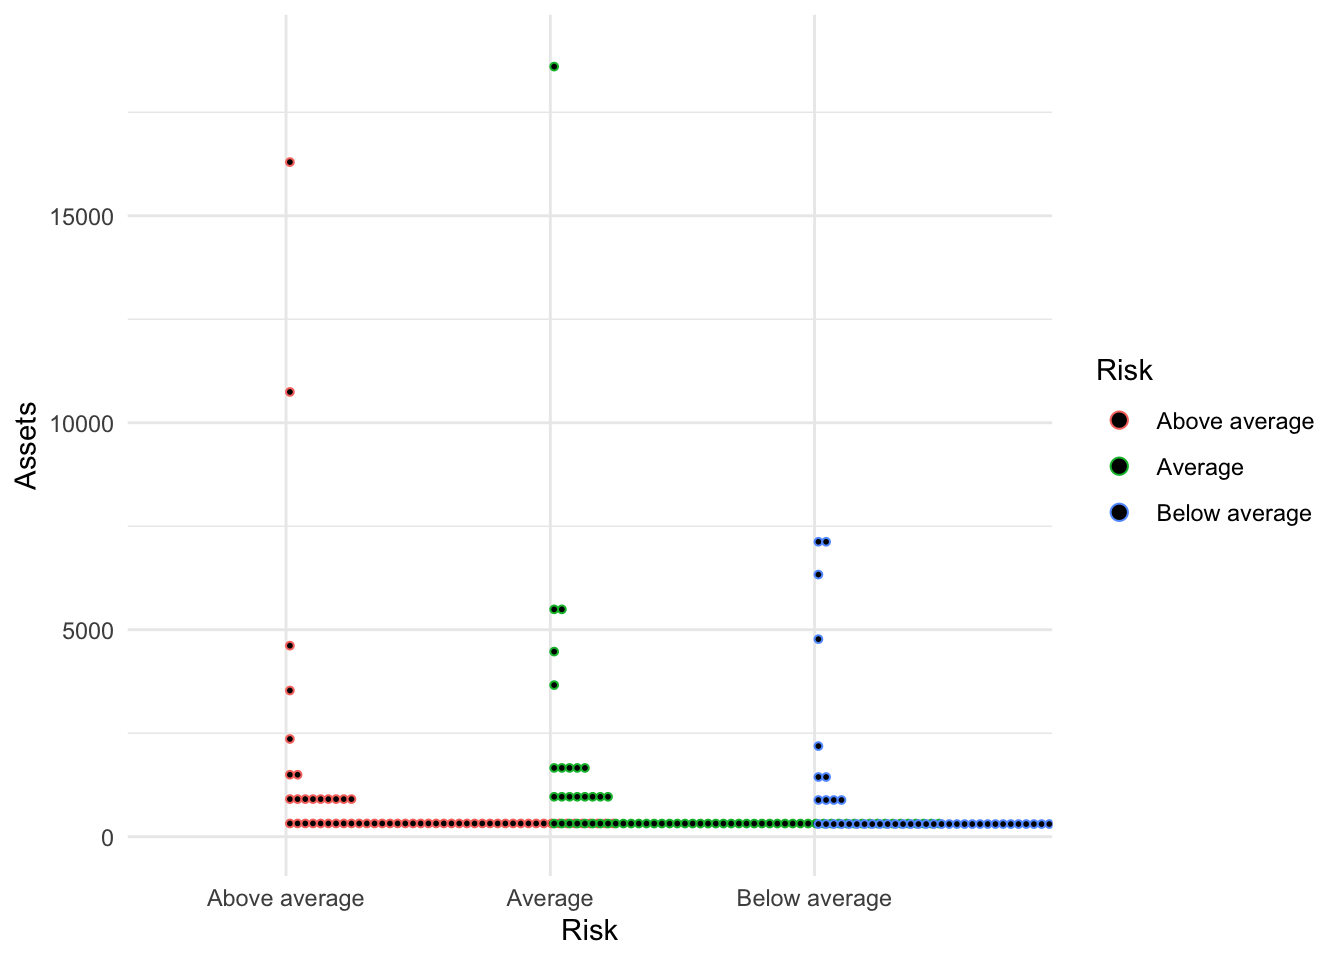 15000
10000
5000
0
Assets
Above average
Average
Below average
Risk
Risk
Above average
Average
Below average